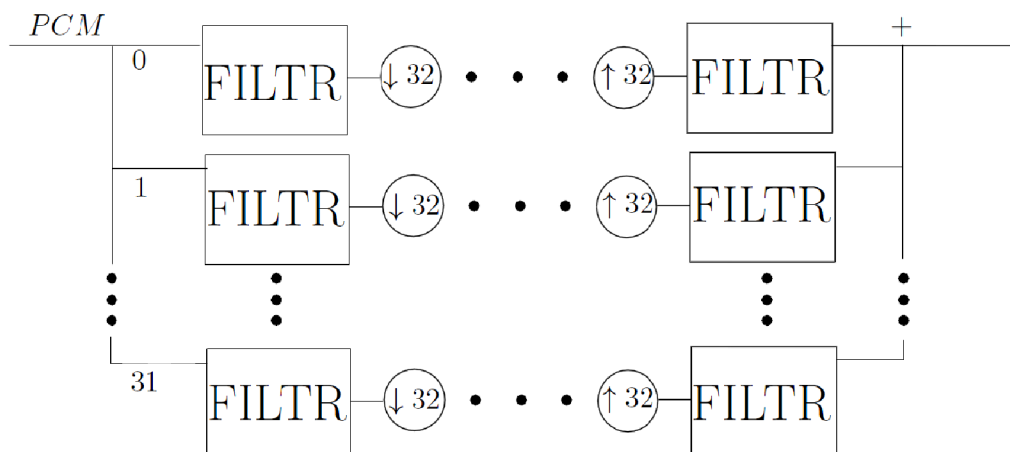 PCM +
0
FILTR ↓ 32 ↑ 32 FILTR
1
FILTR ↓ 32 ↑ 32 FILTR
31
FILTR ↓ 32 ↑ 32 FILTR